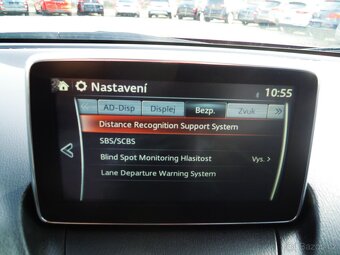 Nastavení
10:55
AD-Disp Displej Bezp. Zvuk
Distance Recognition Support System
SBS/SCBS
Blind Spot Monitoring Hlasitost Vys.
Lane Departure Warning System